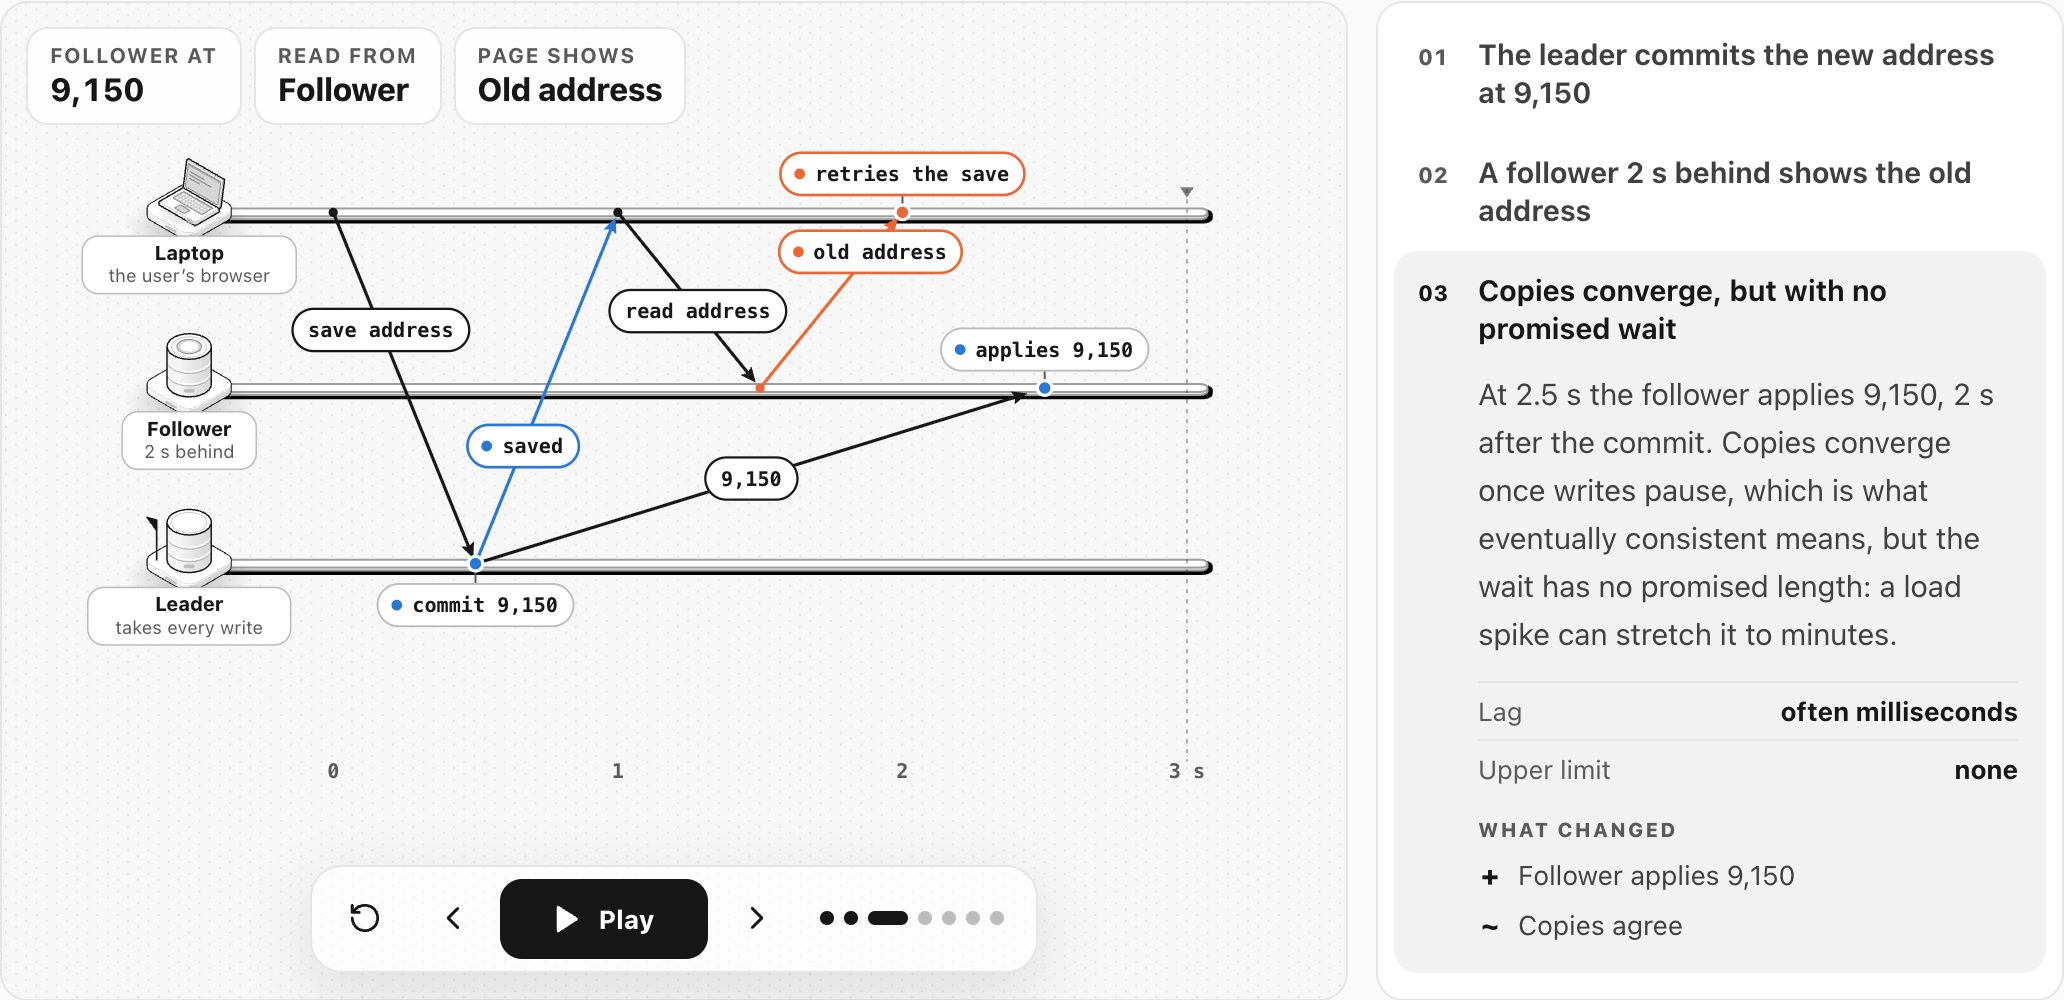 FOLLOWER AT
9,150
READ FROM
Follower
PAGE SHOWS
Old address
retries the save
Laptop
the user’s browser
old address
save address
read address
applies 9,150
Follower
2 s behind
saved
9,150
Leader
takes every write
commit 9,150
0
1
2
3 s
Play
01
The leader commits the new address
at 9,150
02
A follower 2 s behind shows the old
address
03
Copies converge, but with no
promised wait
At 2.5 s the follower applies 9,150, 2 s
after the commit. Copies converge
once writes pause, which is what
eventually consistent means, but the
wait has no promised length: a load
spike can stretch it to minutes.
Lag
often milliseconds
Upper limit
none
WHAT CHANGED
+ Follower applies 9,150
~ Copies agree